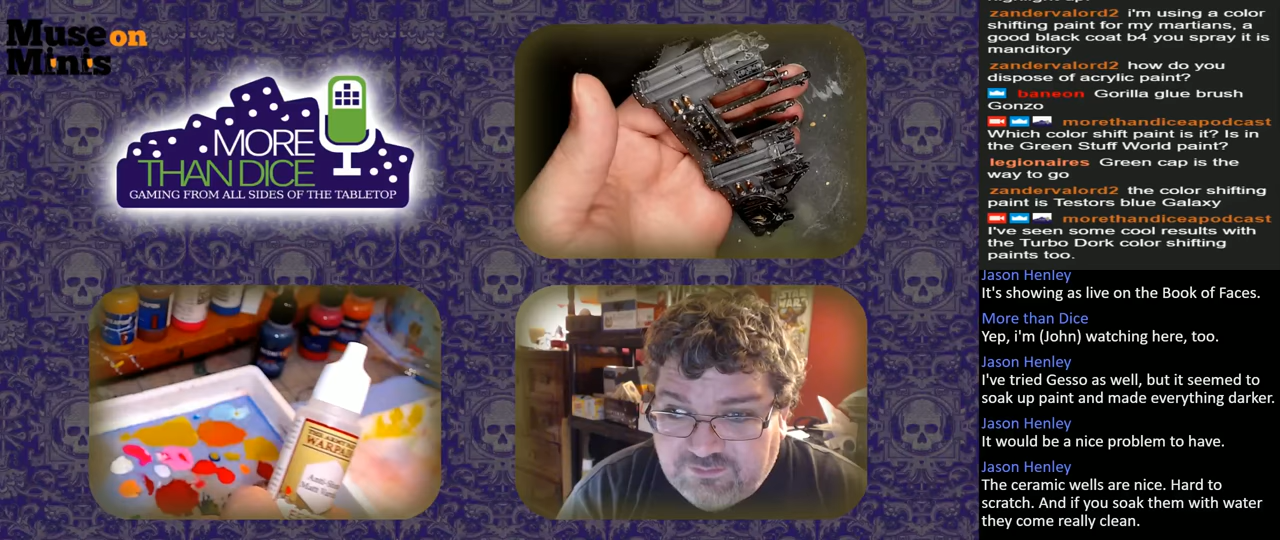 Muse on
Minis
MORE
THAN DICE
GAMING FROM ALL SIDES OF THE TABLETOP
STAR
WARS
WARPAI
Anti-Shi
zandervalord2 i'm using a color
shifting paint for my martians, a
good black coat b4 you spray it is
manditory
zandervalord2 how do you
dispose of acrylic paint?
baneon Gorilla glue brush
Gonzo
morethandiceapodcast
Which color shift paint is it? Is in
the Green Stuff World paint?
legionaires Green cap is the
way to go
zandervalord2 the color shifting
paint is Testors blue Galaxy
morethandiceapodcast
I've seen some cool results with
the Turbo Dork color shifting
paints too.
Jason Henley
It's showing as live on the Book of Faces.
More than Dice
Yep, i'm (John) watching here, too.
Jason Henley
I've tried Gesso as well, but it seemed to
soak up paint and made everything darker.
Jason Henley
It would be a nice problem to have.
Jason Henley
The ceramic wells are nice. Hard to
scratch. And if you soak them with water
they come really clean.